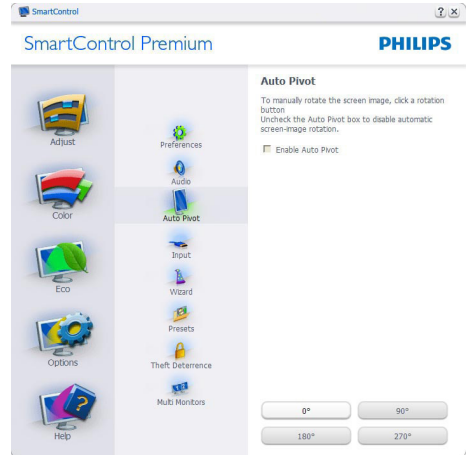 SmartControl
? x
SmartControl Premium
PHILIPS
Adjust
Color
Eco
Options
Help
Preferences
Audio
Auto Pivot
Input
Wizard
Presets
Theft Deterrence
Multi Monitors
Auto Pivot
To manually rotate the screen image, click a rotation
button
Uncheck the Auto Pivot box to disable automatic
screen-image rotation.
Enable Auto Pivot
0°
90°
180°
270°